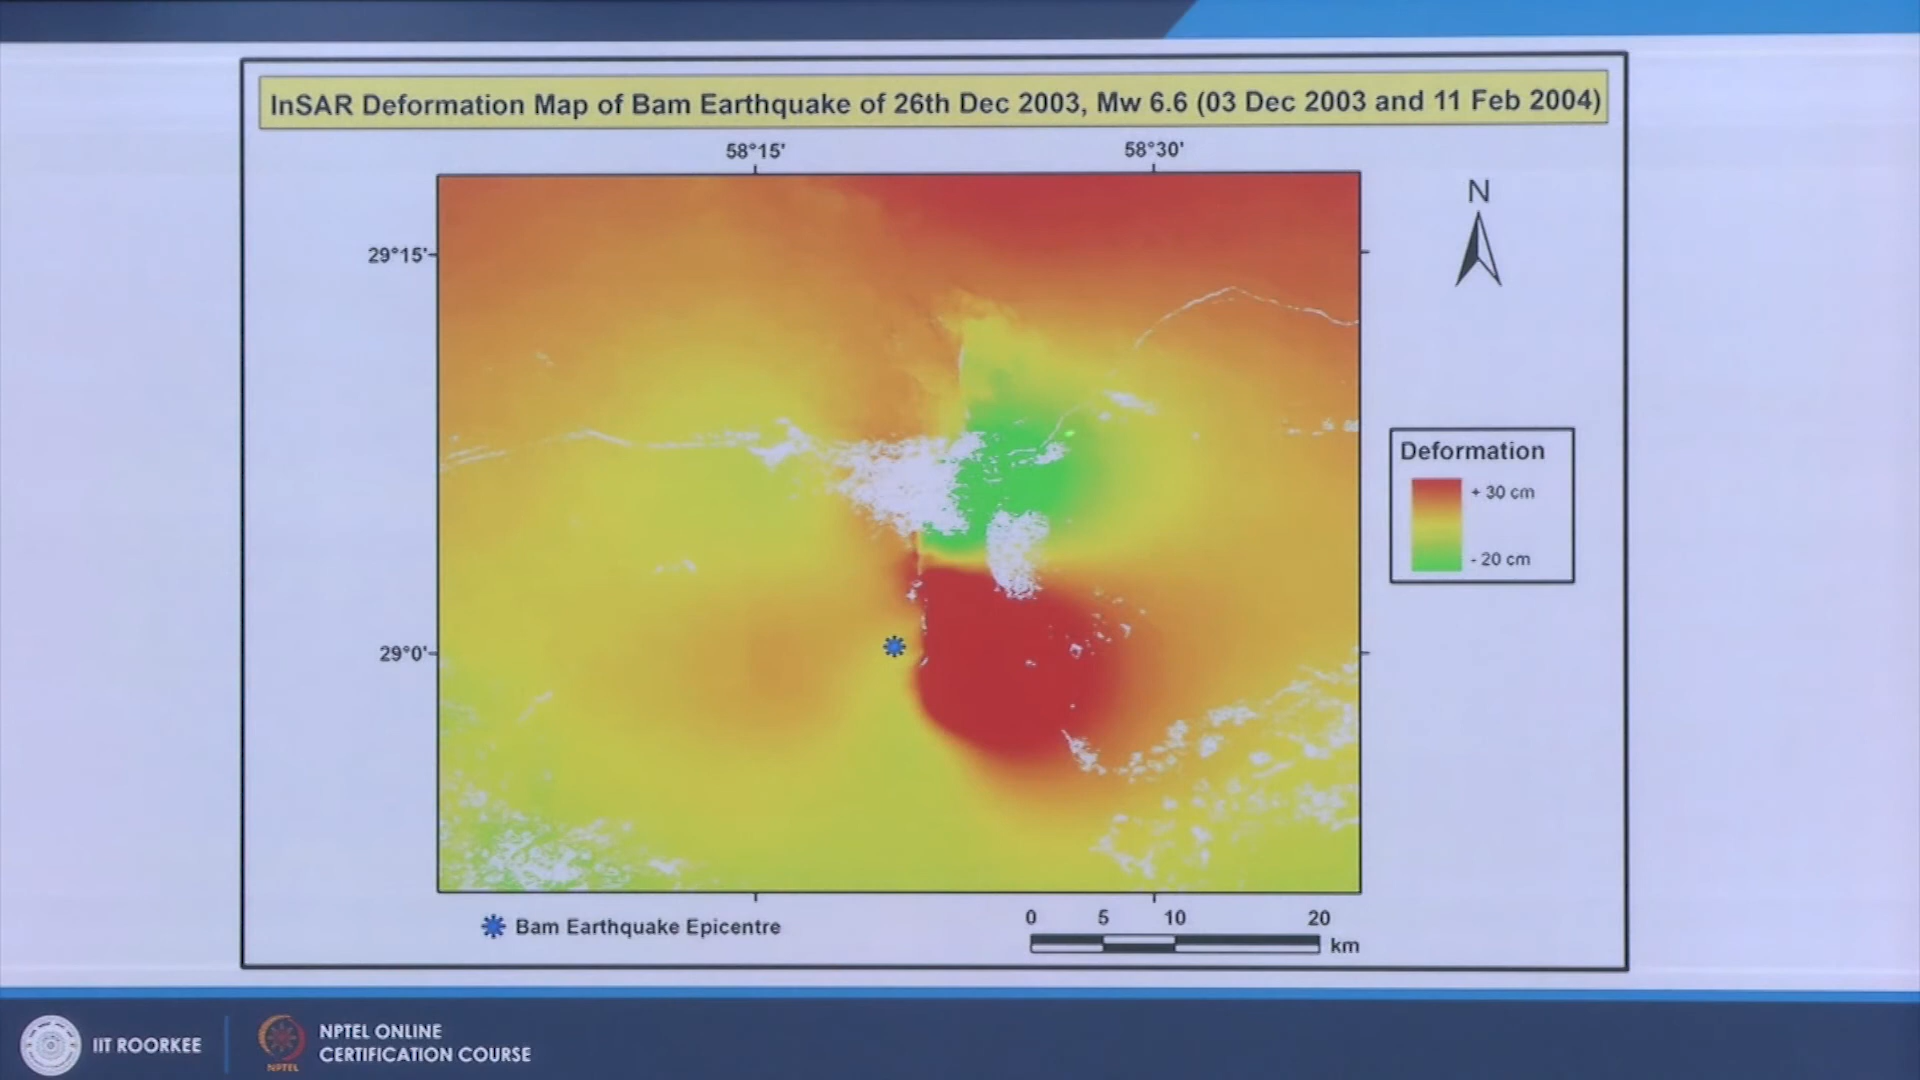 InSAR Deformation Map of Bam Earthquake of 26th Dec 2003, Mw 6.6 (03 Dec 2003 and 11 Feb 2004)
58°15' 58°30'
N
29°15'
Deformation
+ 30 cm
- 20 cm
29°0'
Bam Earthquake Epicentre
0 5 10 20
km
IIT ROORKEE
NPTEL ONLINE
CERTIFICATION COURSE
NPTEL